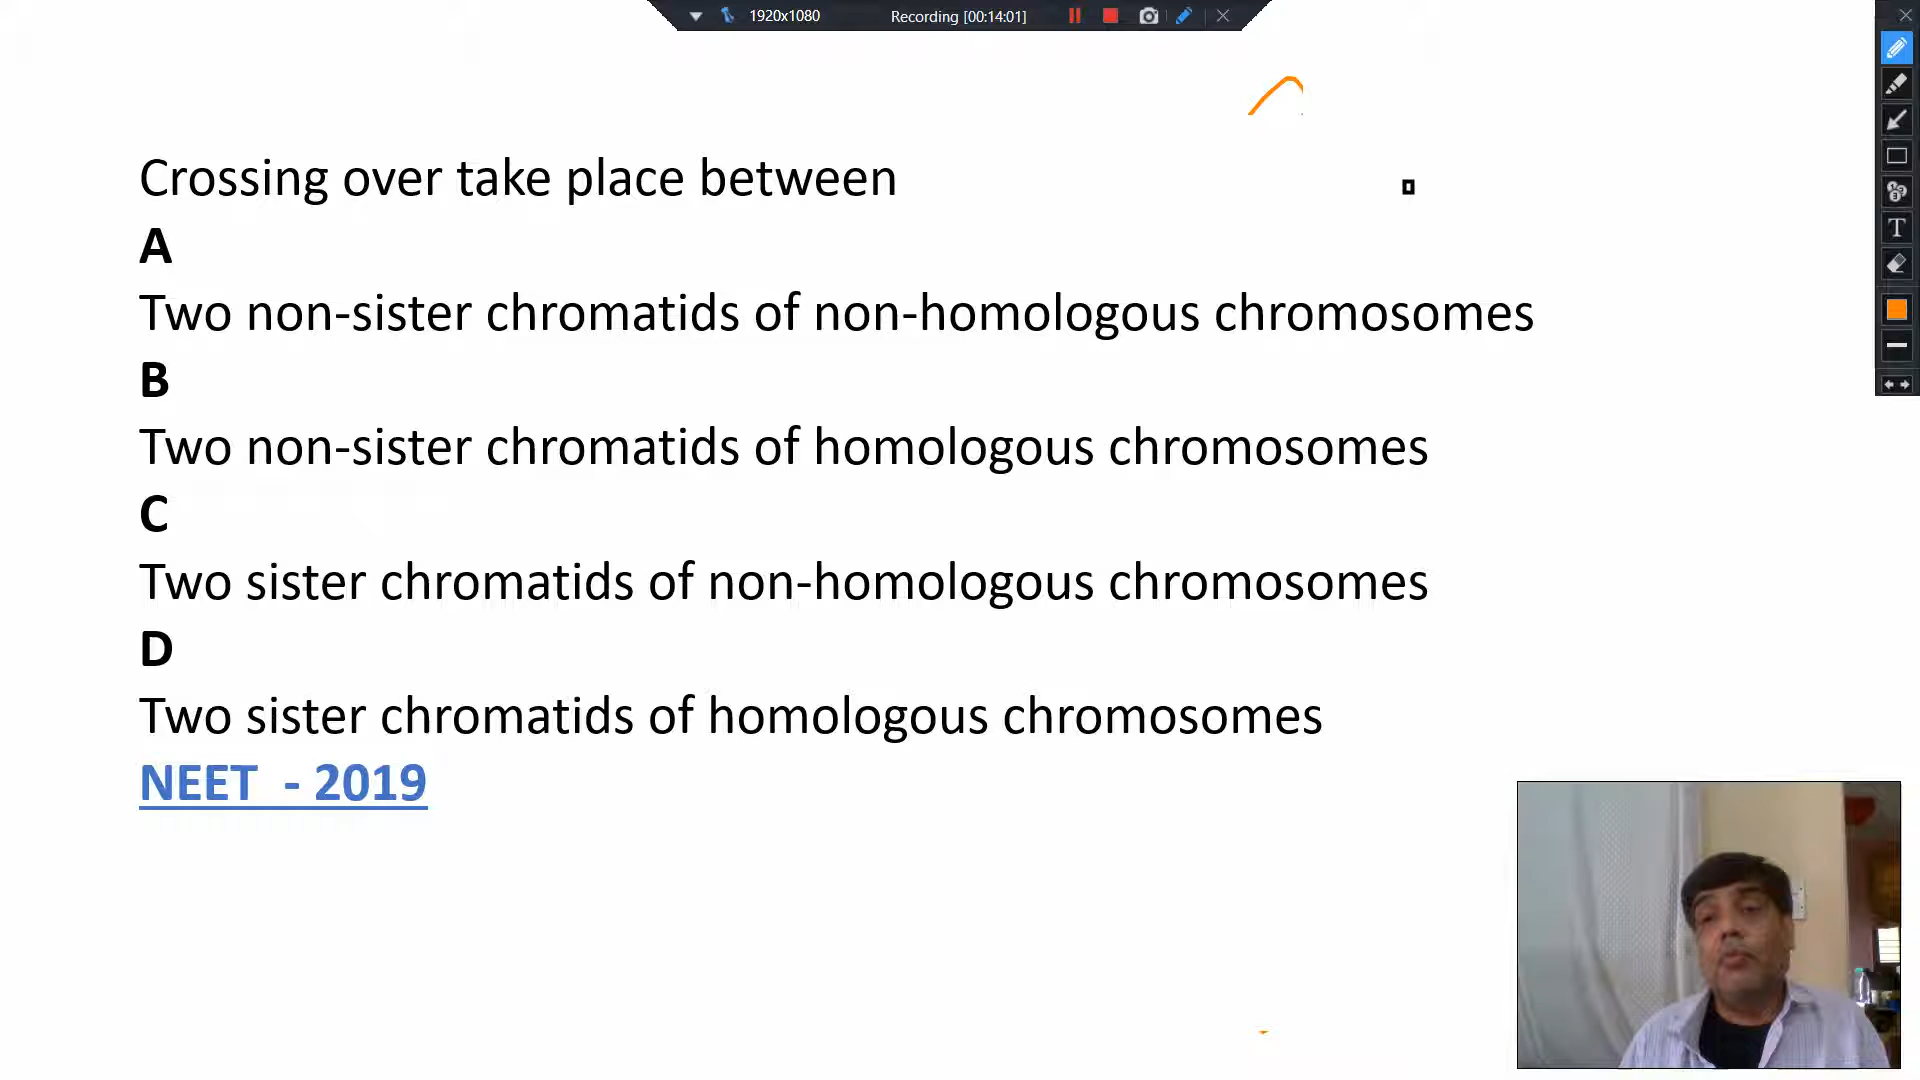 1920x1080 Recording [00:14:01]
Crossing over take place between
A
Two non-sister chromatids of non-homologous chromosomes
B
Two non-sister chromatids of homologous chromosomes
C
Two sister chromatids of non-homologous chromosomes
D
Two sister chromatids of homologous chromosomes
NEET - 2019
T